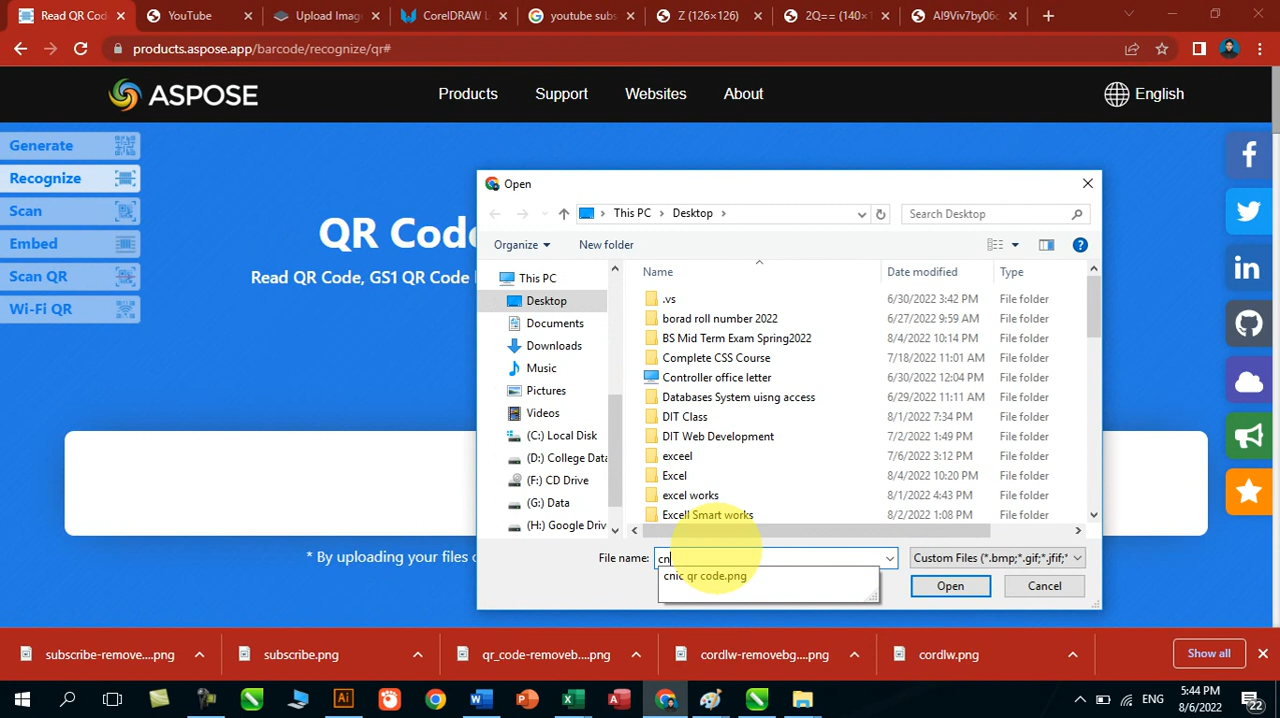 Read QR Cod
YouTube
Upload Imag
CorelDRAW L
youtube subs
Z (126×126)
2Q== (140×1
AI9Viv7by06c
products.aspose.app/barcode/recognize/qr#
ASPOSE
Products
Support
Websites
About
English
Generate
Recognize
Scan
Embed
Scan QR
Wi-Fi QR
QR Code
Read QR Code, GS1 QR Code
* By uploading your files o
Open
This PC > Desktop >
Search Desktop
Organize
New folder
This PC
Desktop
Documents
Downloads
Music
Pictures
Videos
(C:) Local Disk
(D:) College Data
(F:) CD Drive
(G:) Data
(H:) Google Driv
Name Date modified Type
.vs 6/30/2022 3:42 PM File folder
borad roll number 2022 6/27/2022 9:59 AM File folder
BS Mid Term Exam Spring2022 8/4/2022 10:14 PM File folder
Complete CSS Course 7/18/2022 11:01 AM File folder
Controller office letter 6/30/2022 12:04 PM File folder
Databases System uisng access 6/29/2022 11:11 AM File folder
DIT Class 8/1/2022 7:34 PM File folder
DIT Web Development 7/2/2022 1:49 PM File folder
exceel 7/6/2022 3:12 PM File folder
Excel 8/4/2022 10:20 PM File folder
excel works 8/1/2022 4:43 PM File folder
Excell Smart works 8/2/2022 1:08 PM File folder
File name: cn
Custom Files (*.bmp;*.gif;*.jfif;*
cnic qr code.png
Open
Cancel
subscribe-remove....png
subscribe.png
qr_code-removeb....png
cordlw-removebg....png
cordlw.png
Show all
ENG
5:44 PM
8/6/2022
22